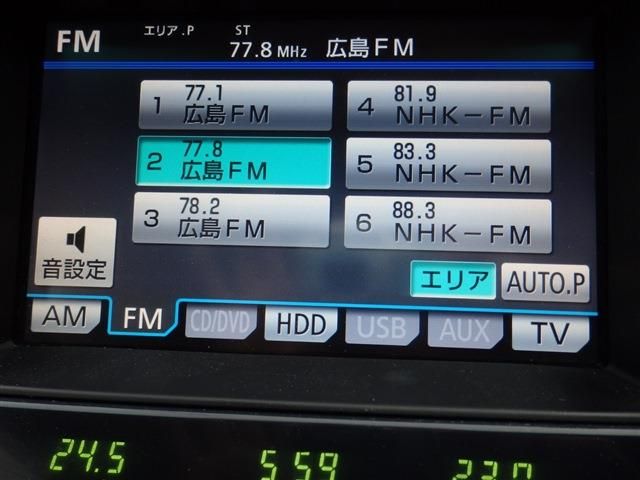 FM エリア.P ST 77.8 MHz 広島FM
1 77.1 広島FM
2 77.8 広島FM
3 78.2 広島FM
4 81.9 NHK-FM
5 83.3 NHK-FM
6 88.3 NHK-FM
音設定
エリア AUTO.P
AM FM CD/DVD HDD USB AUX TV
24.5 5:59